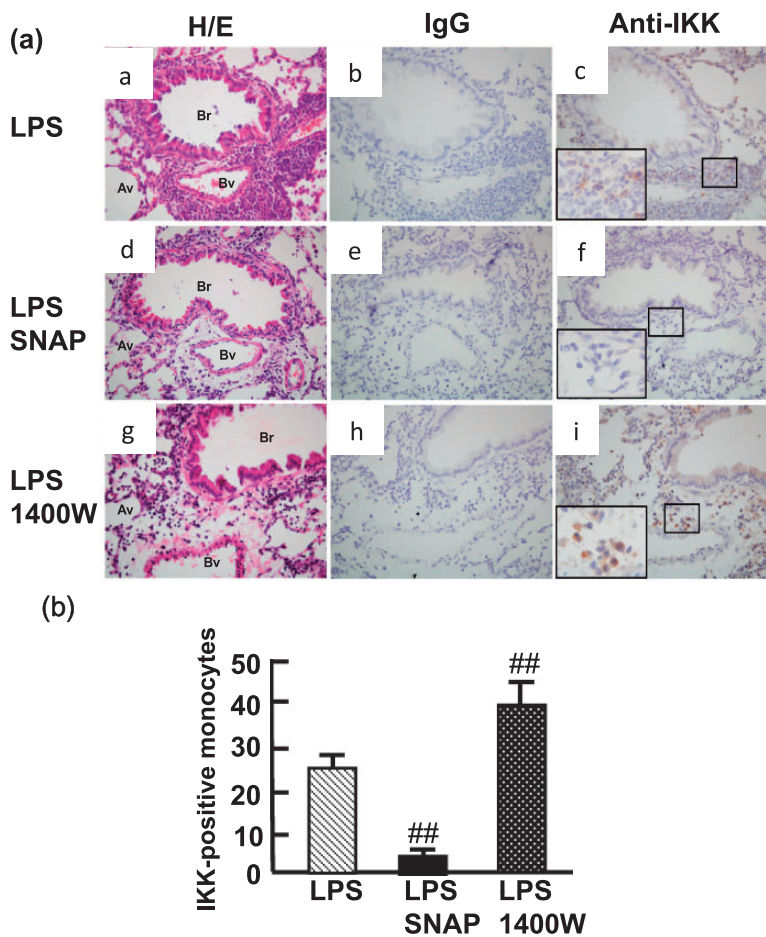 H/E IgG Anti-IKK
(a)
a b c
LPS
Br
Av Bv
d e f
LPS
SNAP
Br
Av Bv
g h i
LPS
1400W
Br
Av
Bv
(b)
IKK-positive monocytes
50
40
30
20
10
0
##
##
LPS LPS LPS
SNAP 1400W